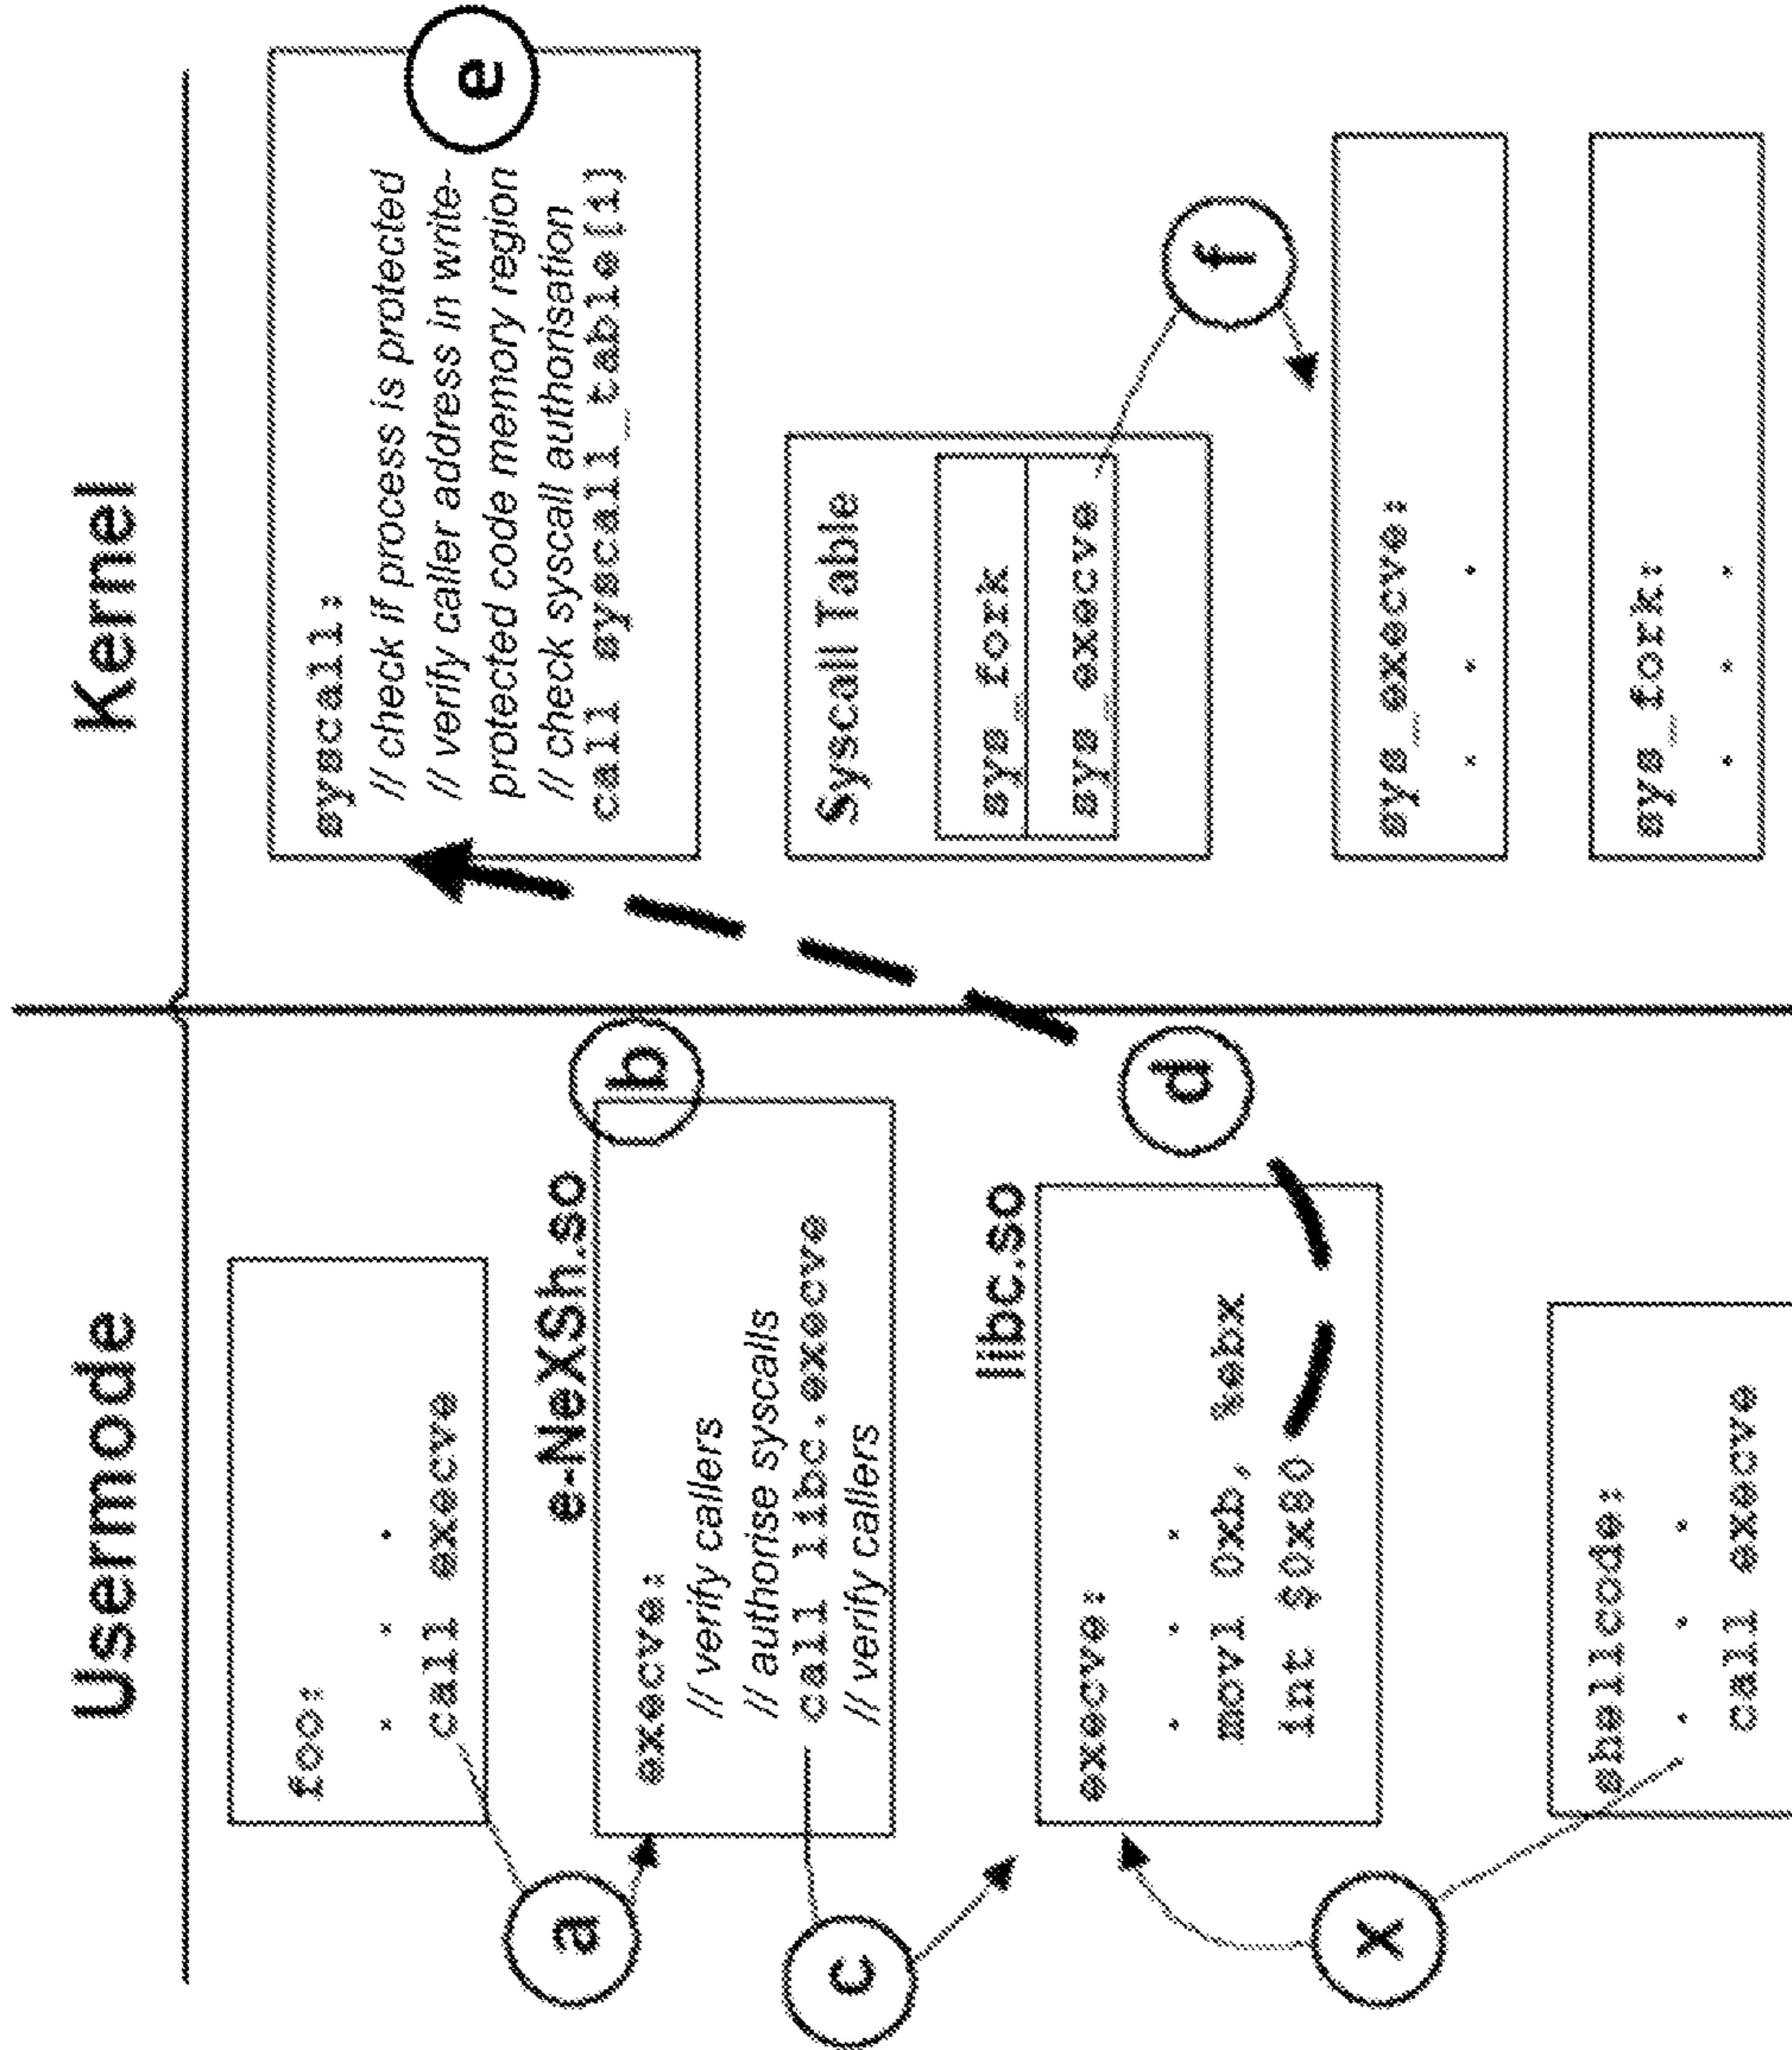 Usermode
Kernel
foo:
. . .
call execve
a
e-NeXSh.so
b
execve:
// verify callers
// authorise syscalls
call libc.execve
// verify callers
c
libc.so
d
execve:
. . .
movl 0xb, %ebx
int $0x80
x
shellcode:
. . .
call execve
syscall:
// check if process is protected
// verify caller address in write-
protected code memory region
// check syscall authorisation
call syscall_table[i]
e
Syscall Table
sys_fork
sys_execve
f
sys_execve:
. . .
sys_fork:
. . .